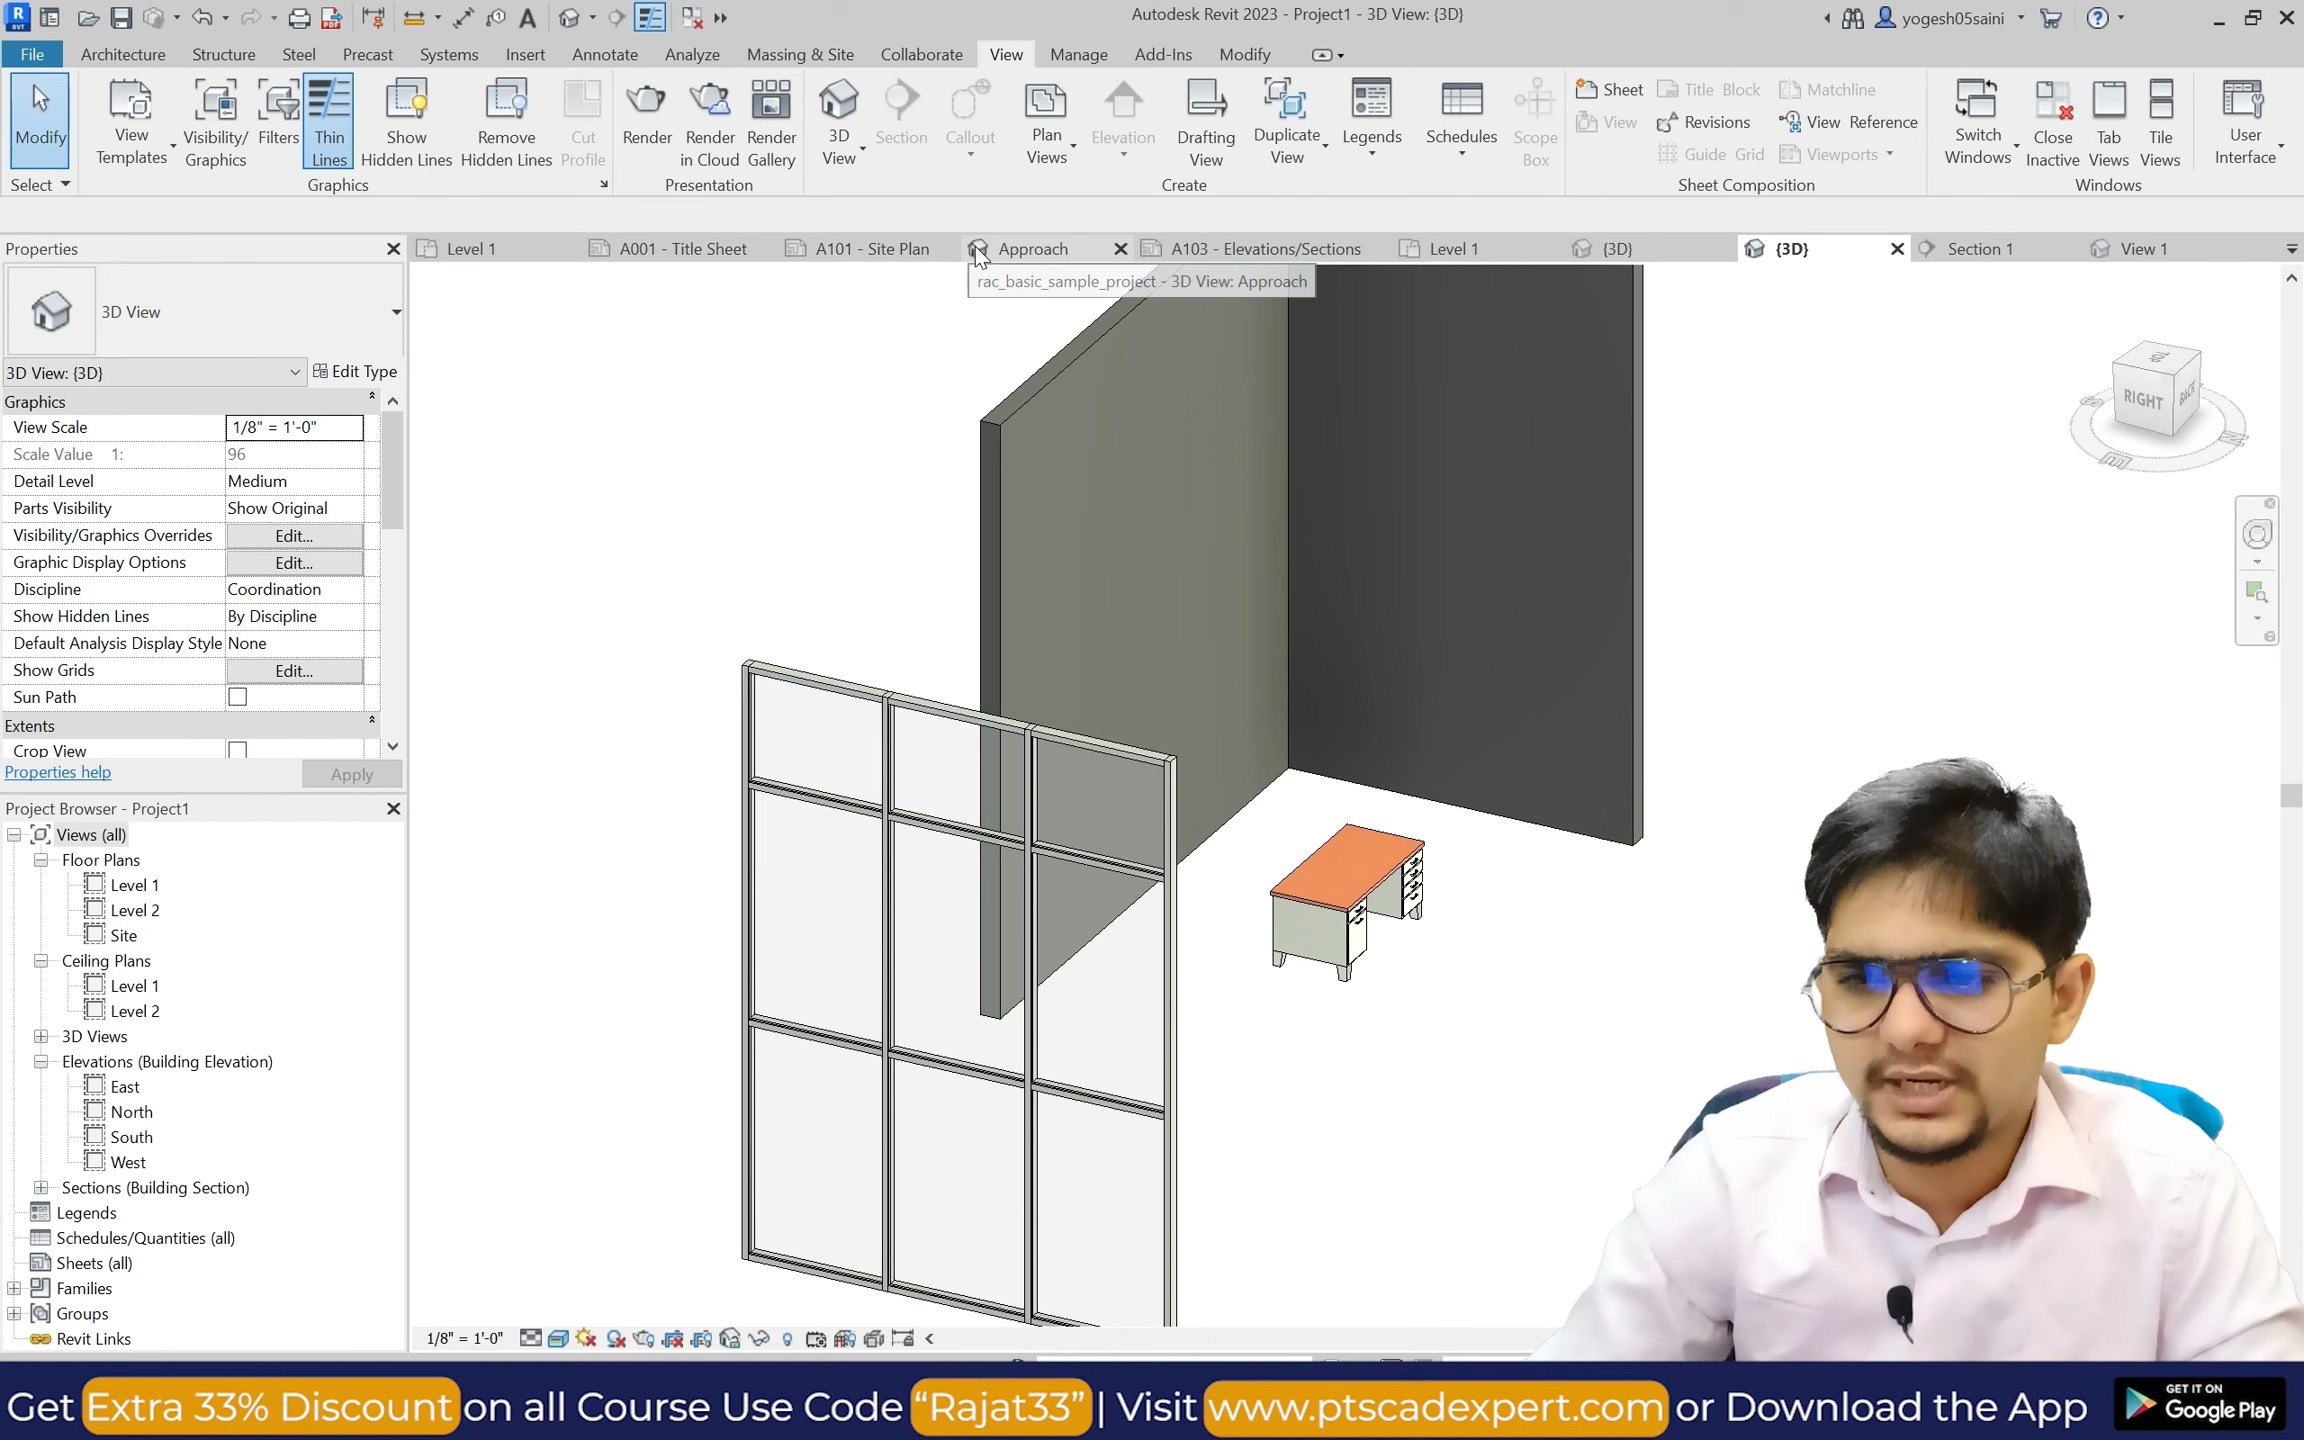 Autodesk Revit 2023 - Project1 - 3D View: {3D}
yogesh05saini
File Architecture Structure Steel Precast Systems Insert Annotate Analyze Massing & Site Collaborate View Manage Add-Ins Modify
Modify
View Templates
Visibility/ Graphics
Filters
Thin Lines
Show Hidden Lines
Remove Hidden Lines
Cut Profile
Render
Render in Cloud
Render Gallery
3D View
Section
Callout
Plan Views
Elevation
Drafting View
Duplicate View
Legends
Schedules
Scope Box
Sheet Title Block Matchline
View Revisions View Reference
Guide Grid Viewports
Switch Windows
Close Inactive
Tab Views
Tile Views
User Interface
Select Graphics Presentation Create Sheet Composition Windows
Properties
Level 1 A001 - Title Sheet A101 - Site Plan Approach A103 - Elevations/Sections Level 1 {3D} {3D} Section 1 View 1
rac_basic_sample_project - 3D View: Approach
3D View
3D View: {3D} Edit Type
Graphics
View Scale 1/8" = 1'-0"
Scale Value 1: 96
Detail Level Medium
Parts Visibility Show Original
Visibility/Graphics Overrides Edit...
Graphic Display Options Edit...
Discipline Coordination
Show Hidden Lines By Discipline
Default Analysis Display Style None
Show Grids Edit...
Sun Path
Extents
Crop View
Properties help Apply
TOP
RIGHT
BACK
Project Browser - Project1
Views (all)
Floor Plans
Level 1
Level 2
Site
Ceiling Plans
Level 1
Level 2
3D Views
Elevations (Building Elevation)
East
North
South
West
Sections (Building Section)
Legends
Schedules/Quantities (all)
Sheets (all)
Families
Groups
Revit Links
1/8" = 1'-0"
Get Extra 33% Discount on all Course Use Code "Rajat33" | Visit www.ptscadexpert.com or Download the App
GET IT ON
Google Play